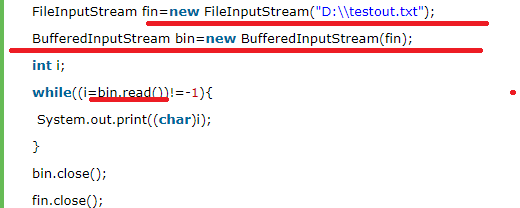 FileInputStream fin=new FileInputStream("D:\\testout.txt");
BufferedInputStream bin=new BufferedInputStream(fin);
int i;
while((i=bin.read())!=-1){
System.out.print((char)i);
}
bin.close();
fin.close();